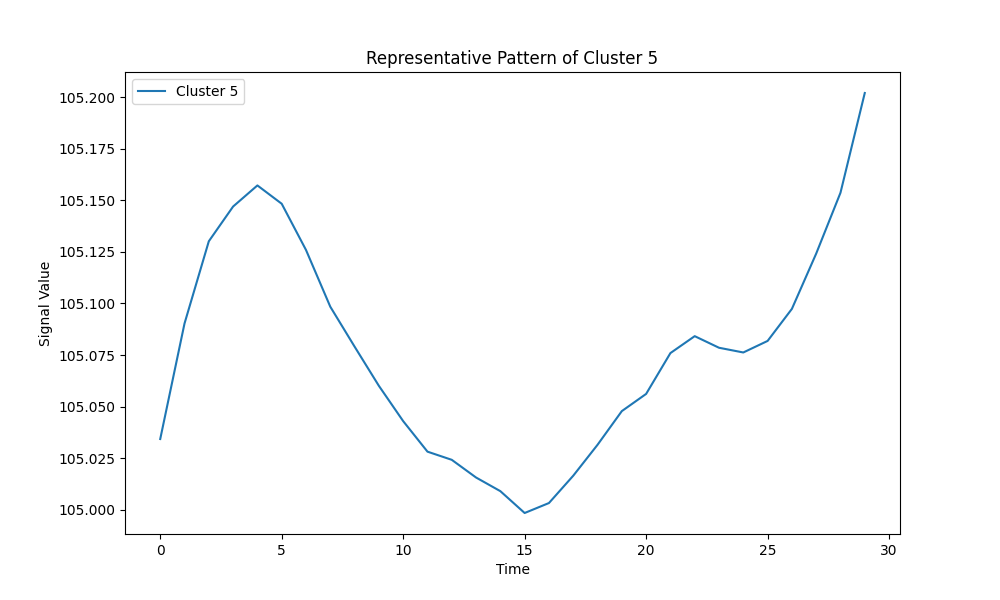 Representative Pattern of Cluster 5
Cluster 5
Signal Value
105.200
105.175
105.150
105.125
105.100
105.075
105.050
105.025
105.000
0 5 10 15 20 25 30
Time